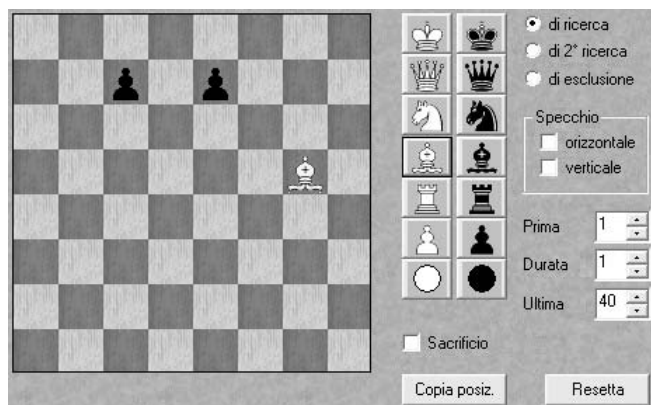 di ricerca
di 2° ricerca
di esclusione
Specchio
orizzontale
verticale
Prima 1
Durata 1
Ultima 40
Sacrificio
Copia posiz.
Resetta